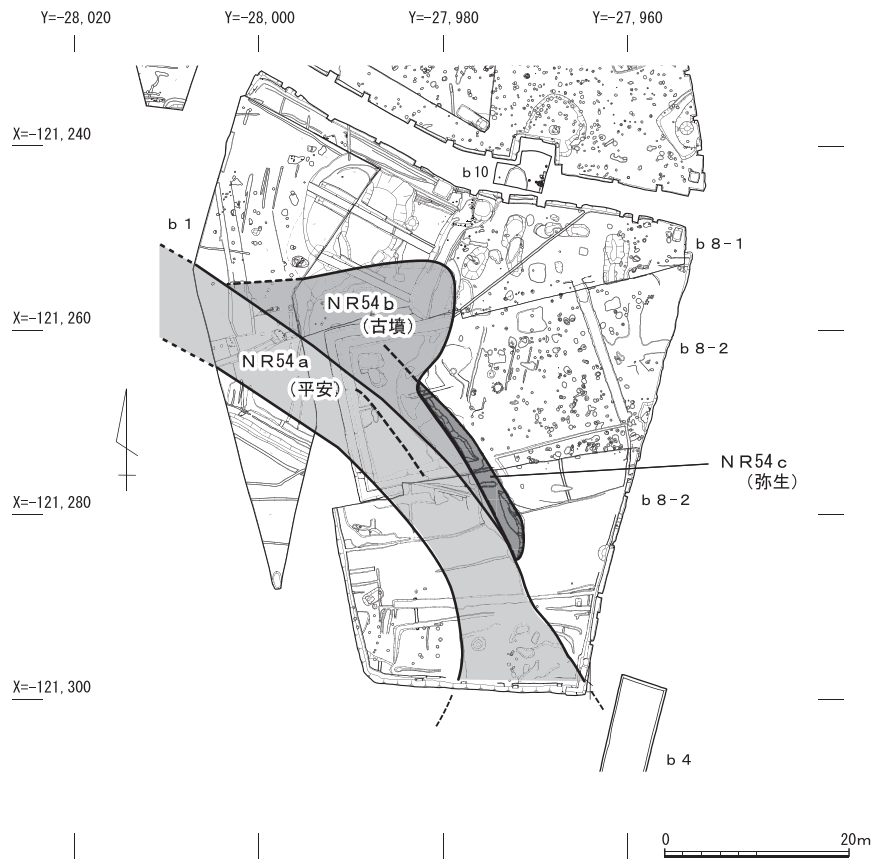 Y=-28,020
Y=-28,000
Y=-27,980
Y=-27,960
X=-121,240
b10
b1
b8-1
NR54b
(古墳)
X=-121,260
b8-2
NR54a
(平安)
NR54c
(弥生)
X=-121,280
b8-2
X=-121,300
b4
0
20m